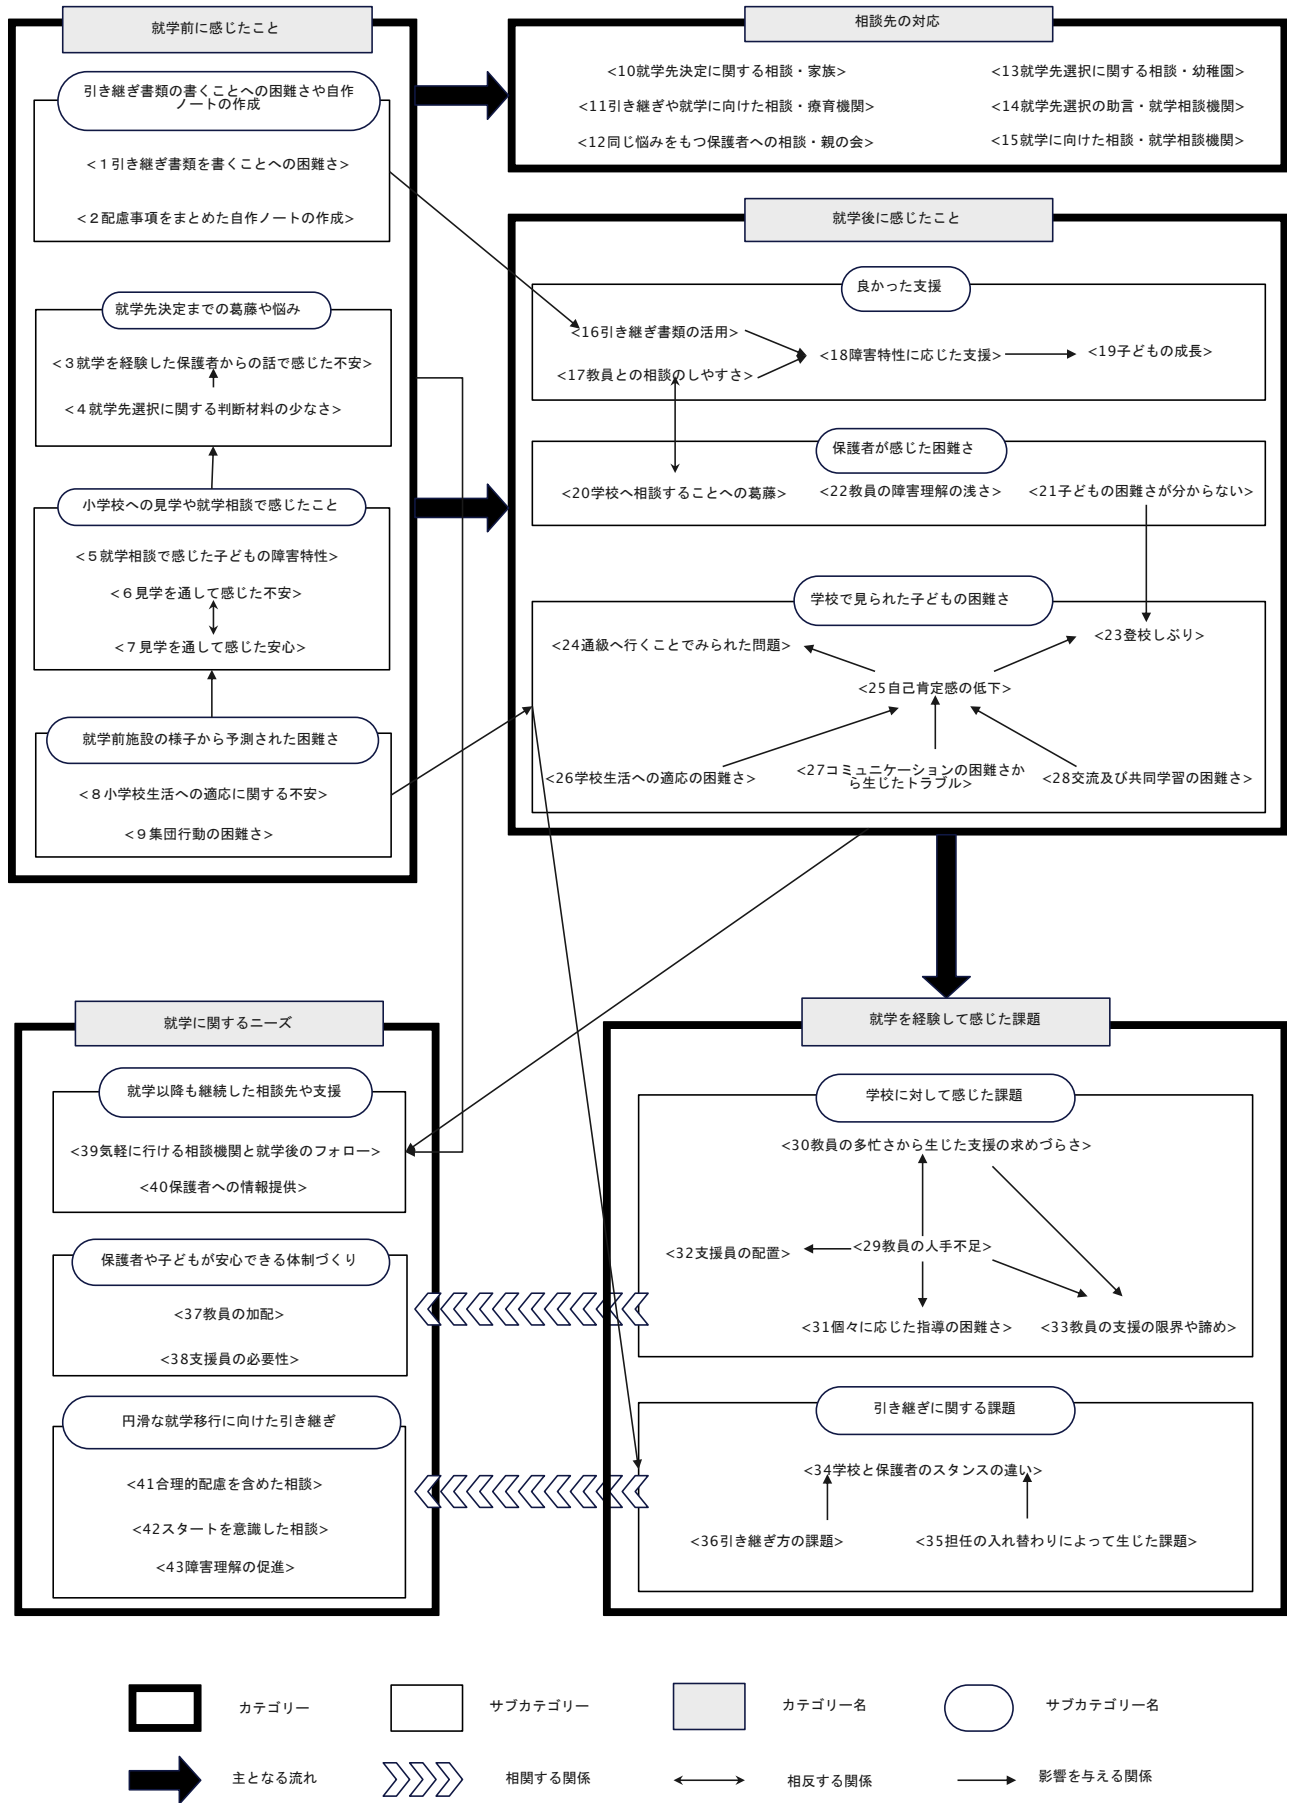 就学前に感じたこと
引き継ぎ書類の書くことへの困難さや自作
ノートの作成
<１引き継ぎ書類を書くことへの困難さ>
<２配慮事項をまとめた自作ノートの作成>
就学先決定までの葛藤や悩み
<３就学を経験した保護者からの話で感じた不安>
<４就学先選択に関する判断材料の少なさ>
小学校への見学や就学相談で感じたこと
<５就学相談で感じた子どもの障害特性>
<６見学を通して感じた不安>
<７見学を通して感じた安心>
就学前施設の様子から予測された困難さ
<８小学校生活への適応に関する不安>
<９集団行動の困難さ>
相談先の対応
<10就学先決定に関する相談・家族>
<11引き継ぎや就学に向けた相談・療育機関>
<12同じ悩みをもつ保護者への相談・親の会>
<13就学先選択に関する相談・幼稚園>
<14就学先選択の助言・就学相談機関>
<15就学に向けた相談・就学相談機関>
就学後に感じたこと
良かった支援
<16引き継ぎ書類の活用>
<17教員との相談のしやすさ>
<18障害特性に応じた支援>
<19子どもの成長>
保護者が感じた困難さ
<20学校へ相談することへの葛藤>
<22教員の障害理解の浅さ>
<21子どもの困難さが分からない>
学校で見られた子どもの困難さ
<24通級へ行くことでみられた問題>
<23登校しぶり>
<25自己肯定感の低下>
<26学校生活への適応の困難さ>
<27コミュニケーションの困難さか
ら生じたトラブル>
<28交流及び共同学習の困難さ>
就学に関するニーズ
就学以降も継続した相談先や支援
<39気軽に行ける相談機関と就学後のフォロー>
<40保護者への情報提供>
保護者や子どもが安心できる体制づくり
<37教員の加配>
<38支援員の必要性>
円滑な就学移行に向けた引き継ぎ
<41合理的配慮を含めた相談>
<42スタートを意識した相談>
<43障害理解の促進>
就学を経験して感じた課題
学校に対して感じた課題
<30教員の多忙さから生じた支援の求めづらさ>
<32支援員の配置>
<29教員の人手不足>
<31個々に応じた指導の困難さ>
<33教員の支援の限界や諦め>
引き継ぎに関する課題
<34学校と保護者のスタンスの違い>
<36引き継ぎ方の課題>
<35担任の入れ替わりによって生じた課題>
カテゴリー
サブカテゴリー
カテゴリー名
サブカテゴリー名
主となる流れ
相関する関係
相反する関係
影響を与える関係